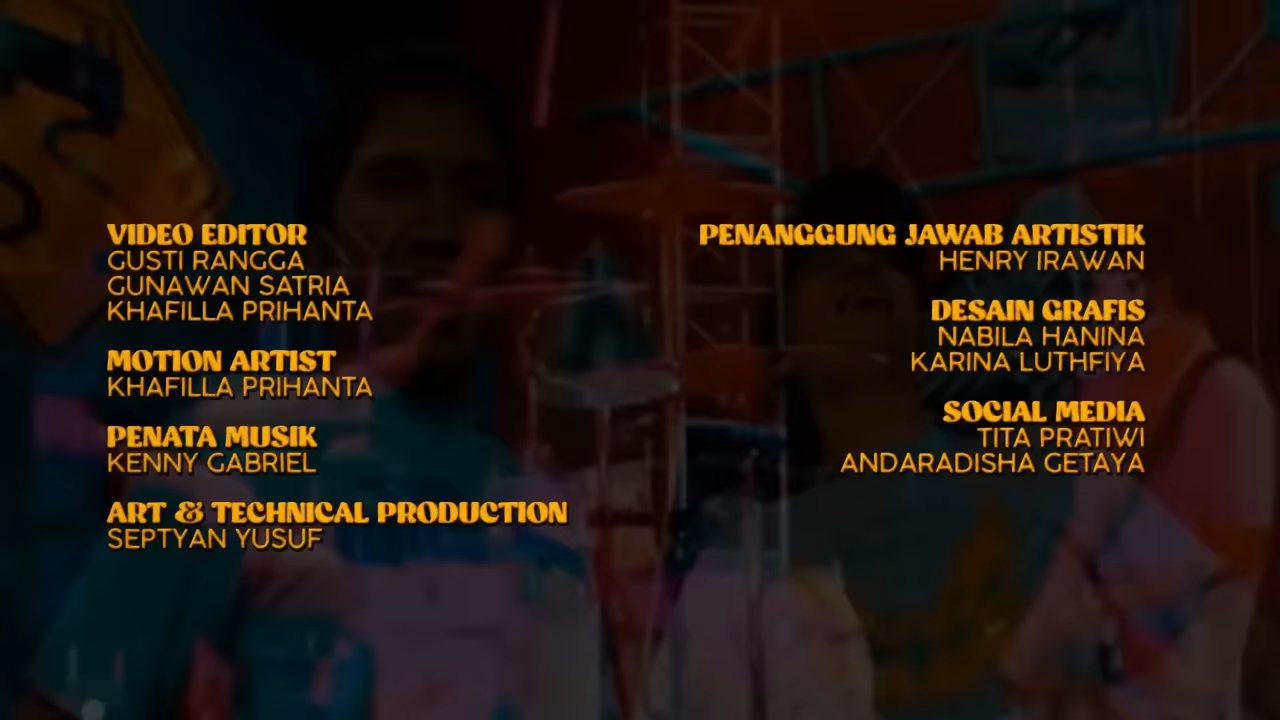 VIDEO EDITOR
GUSTI RANGGA
GUNAWAN SATRIA
KHAFILLA PRIHANTA
MOTION ARTIST
KHAFILLA PRIHANTA
PENATA MUSIK
KENNY GABRIEL
ART & TECHNICAL PRODUCTION
SEPTYAN YUSUF
PENANGGUNG JAWAB ARTISTIK
HENRY IRAWAN
DESAIN GRAFIS
NABILA HANINA
KARINA LUTHFIYA
SOCIAL MEDIA
TITA PRATIWI
ANDARADISHA GETAYA